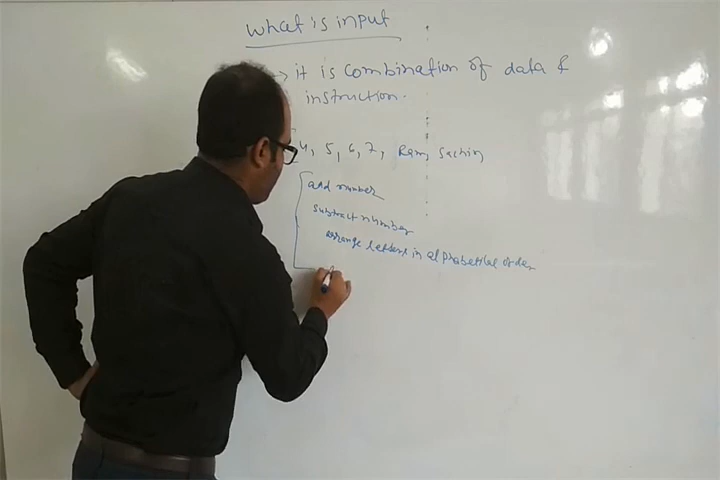 what is input
→ it is combination of data &
instruction.
4, 5, 6, 7, Ram, Sachin
add number
subtract number
arrange letters in alphabetical order